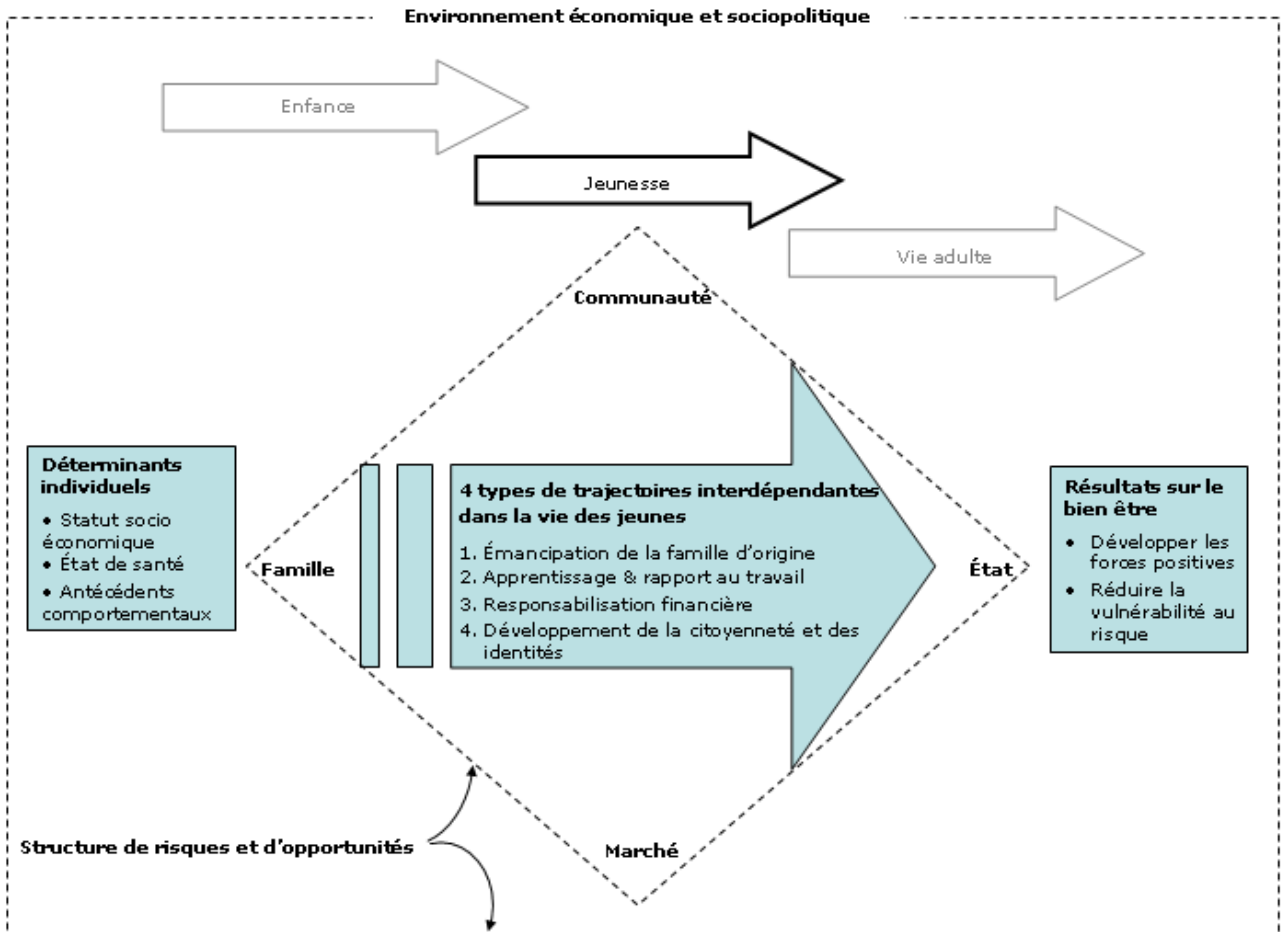 Environnement économique et sociopolitique
Enfance
Jeunesse
Vie adulte
Communauté
Déterminants
individuels
• Statut socio
économique
• État de santé
• Antécédents
comportementaux
Famille
4 types de trajectoires interdépendantes
dans la vie des jeunes
1. Émancipation de la famille d'origine
2. Apprentissage & rapport au travail
3. Responsabilisation financière
4. Développement de la citoyenneté et des
identités
État
Résultats sur le
bien être
• Développer les
forces positives
• Réduire la
vulnérabilité au
risque
Structure de risques et d'opportunités
Marché